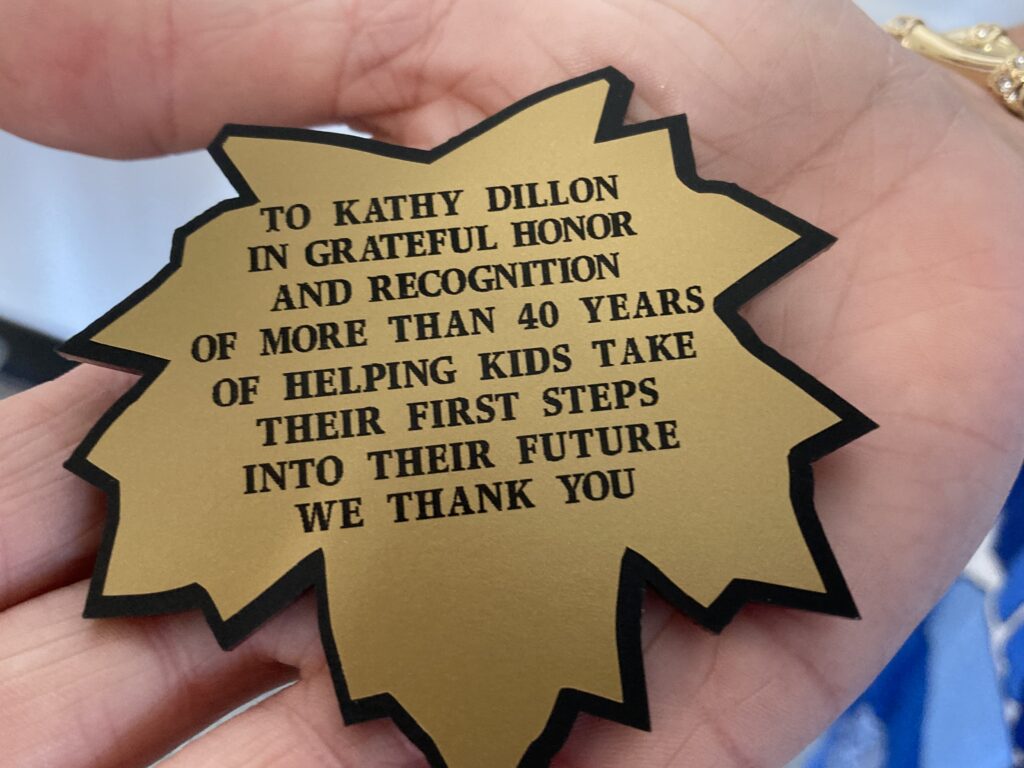 TO KATHY DILLON
IN GRATEFUL HONOR
AND RECOGNITION
OF MORE THAN 40 YEARS
OF HELPING KIDS TAKE
THEIR FIRST STEPS
INTO THEIR FUTURE
WE THANK YOU